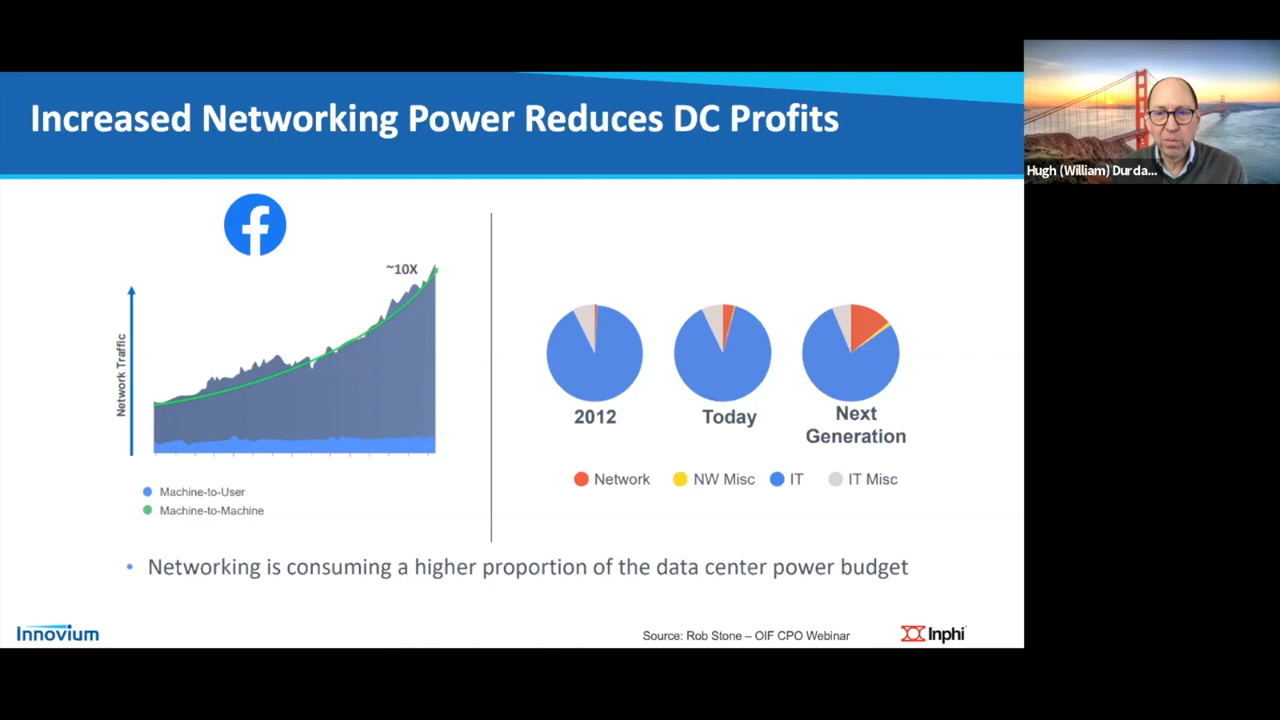 Increased Networking Power Reduces DC Profits
Hugh (William) Durda...
~10X
Network Traffic
Machine-to-User
Machine-to-Machine
2012
Today
Next
Generation
Network
NW Misc
IT
IT Misc
• Networking is consuming a higher proportion of the data center power budget
Innovium
Source: Rob Stone – OIF CPO Webinar
Inphi